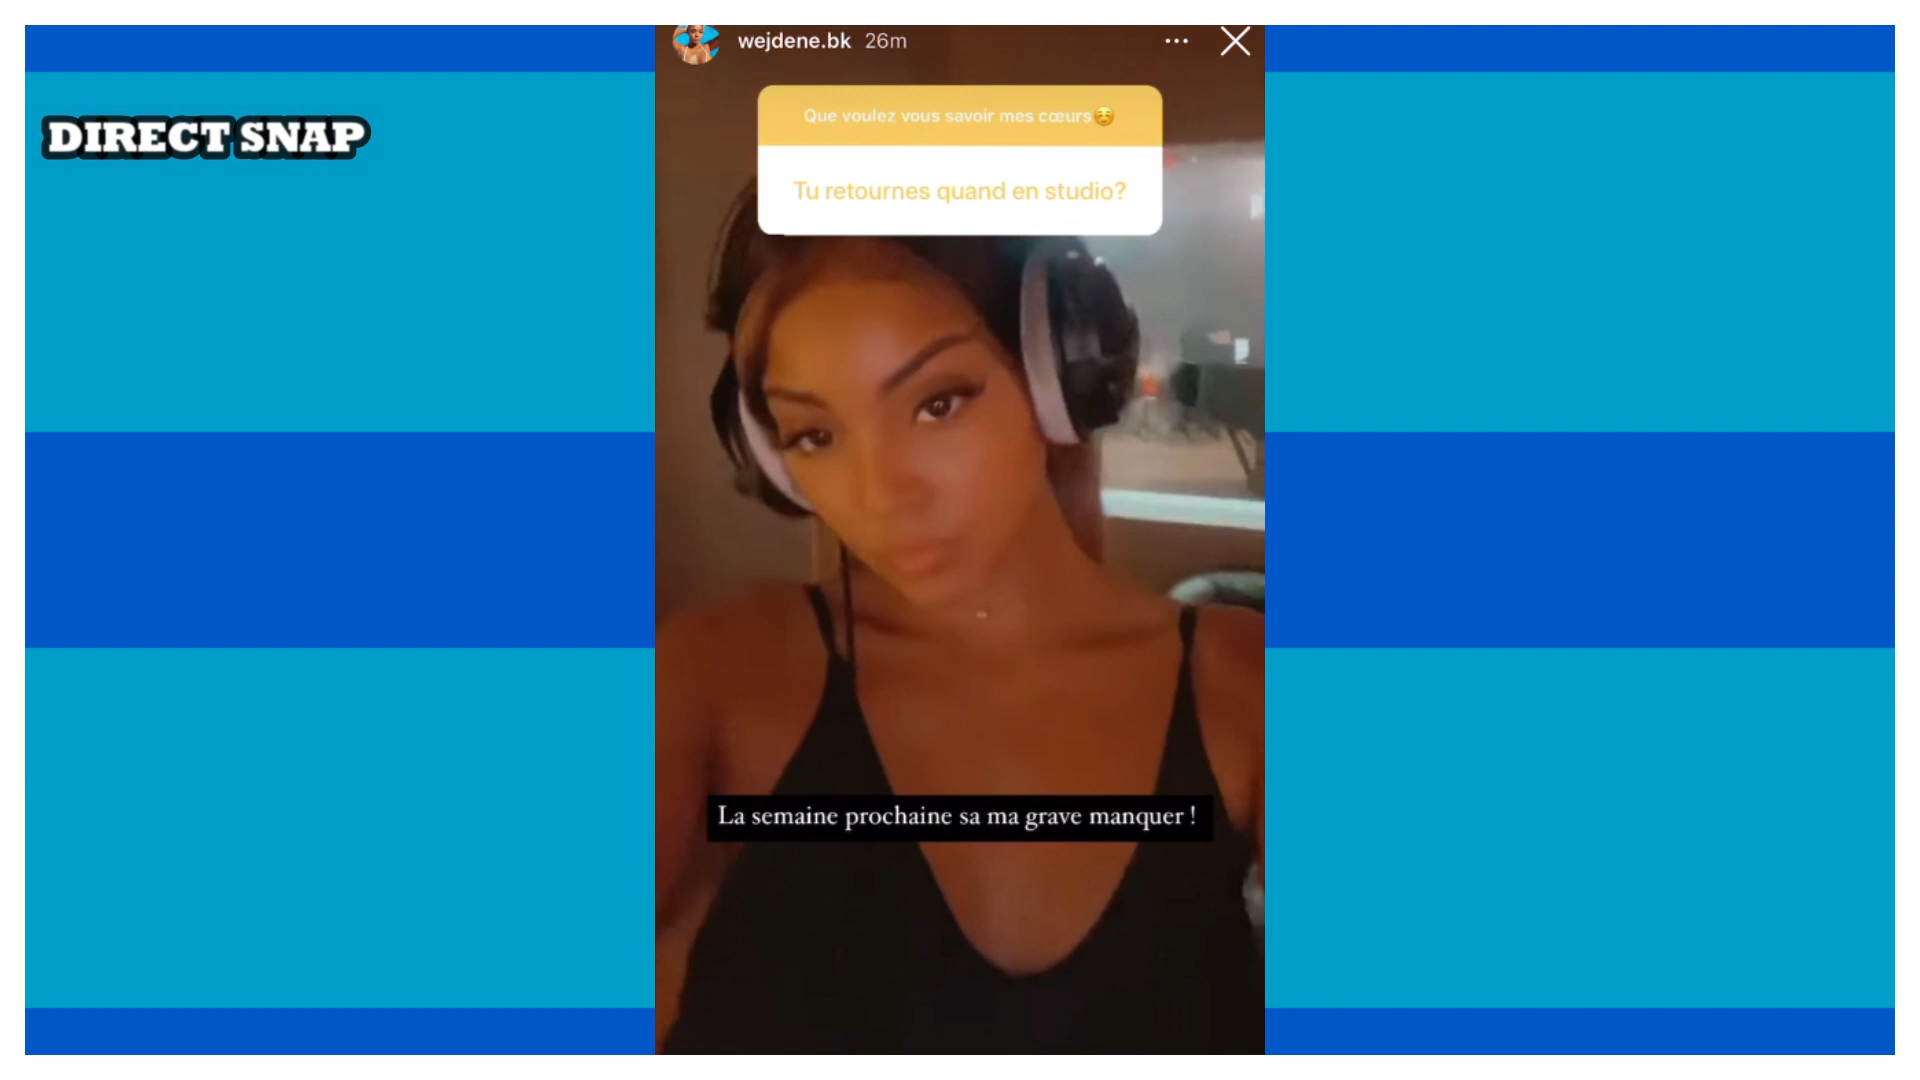 wejdene.bk 26m
DIRECT SNAP
Que voulez vous savoir mes cœurs☺️
Tu retournes quand en studio?
La semaine prochaine sa ma grave manquer !